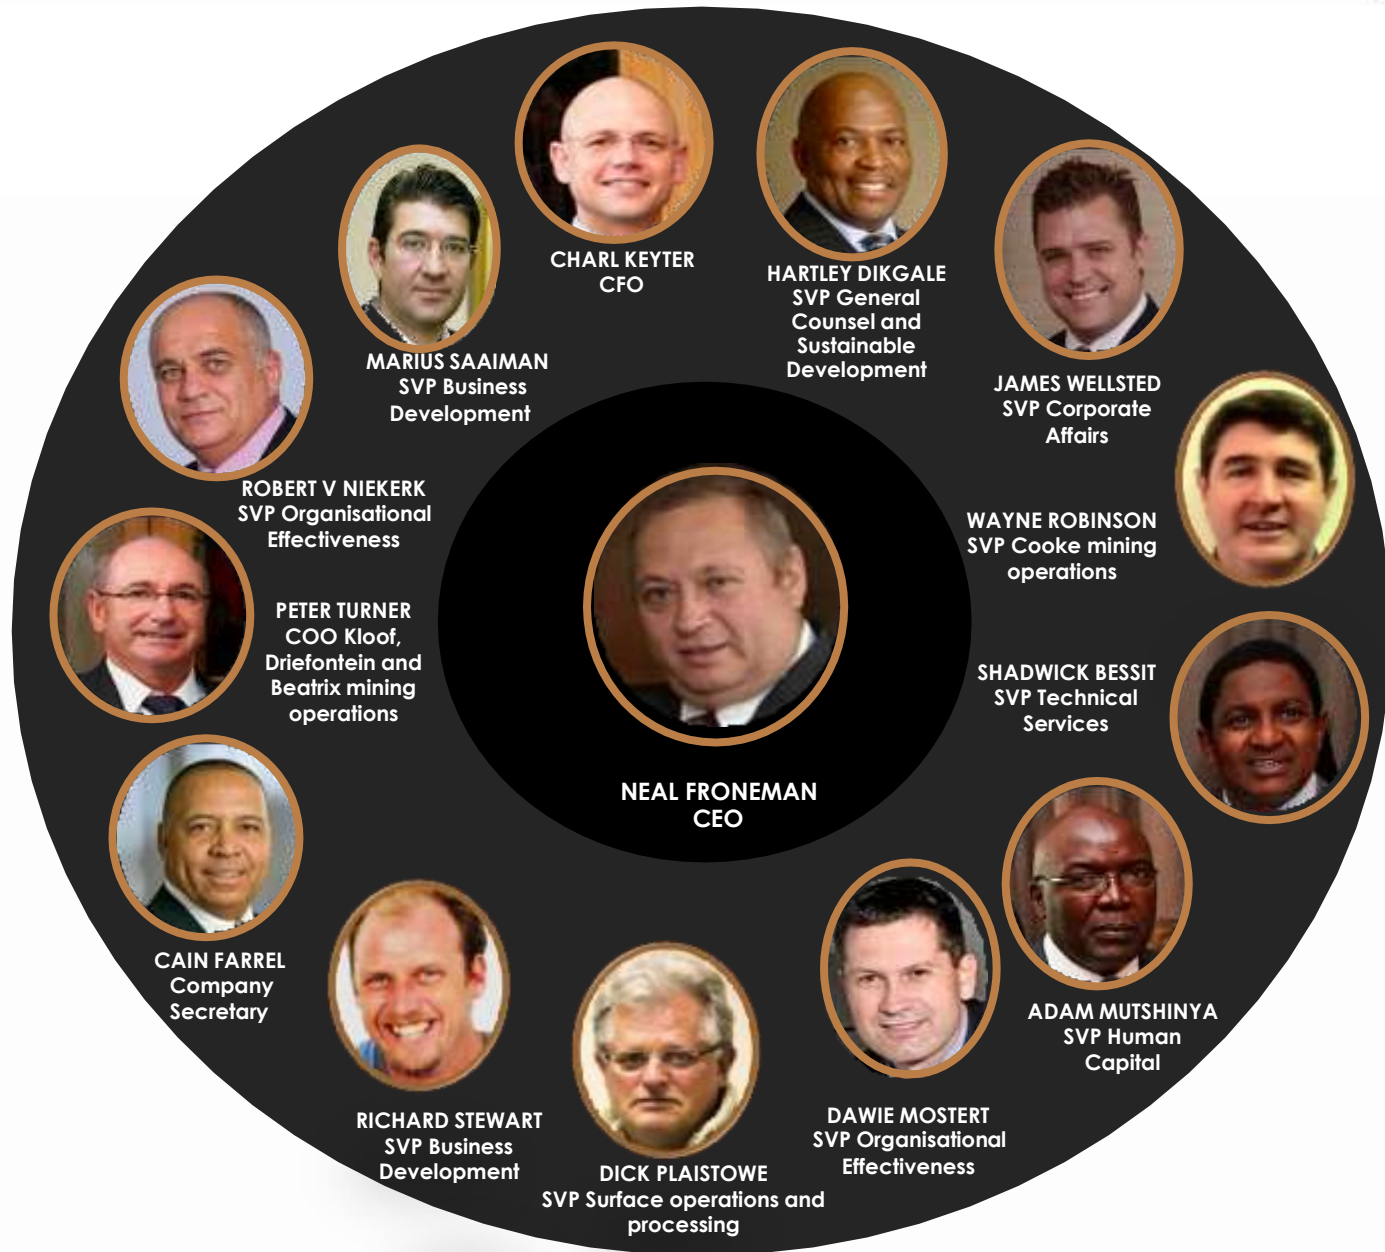 CHARL KEYTER
CFO
HARTLEY DIKGALE
SVP General
Counsel and
Sustainable
Development
JAMES WELLSTED
SVP Corporate
Affairs
WAYNE ROBINSON
SVP Cooke mining
operations
SHADWICK BESSIT
SVP Technical
Services
ADAM MUTSHINYA
SVP Human
Capital
DAWIE MOSTERT
SVP Organisational
Effectiveness
DICK PLAISTOWE
SVP Surface operations and
processing
RICHARD STEWART
SVP Business
Development
CAIN FARREL
Company
Secretary
PETER TURNER
COO Kloof,
Driefontein and
Beatrix mining
operations
ROBERT V NIEKERK
SVP Organisational
Effectiveness
MARIUS SAAIMAN
SVP Business
Development
NEAL FRONEMAN
CEO